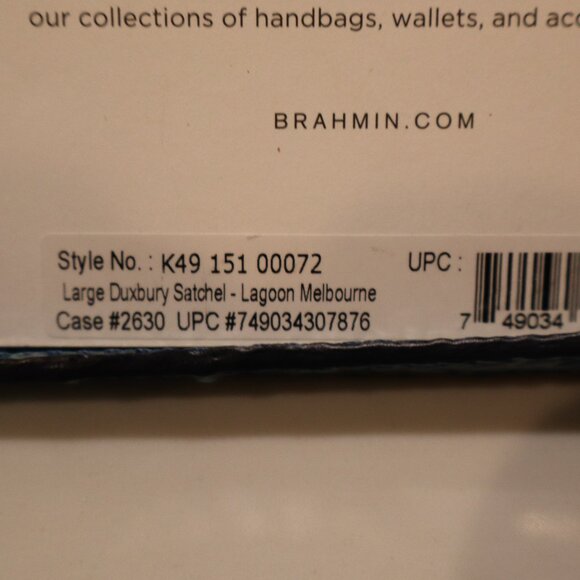 our collections of handbags, wallets, and
BRAHMIN.COM
Style No. : K49 151 00072 UPC :
Large Duxbury Satchel - Lagoon Melbourne
Case #2630 UPC #749034307876
7 49034